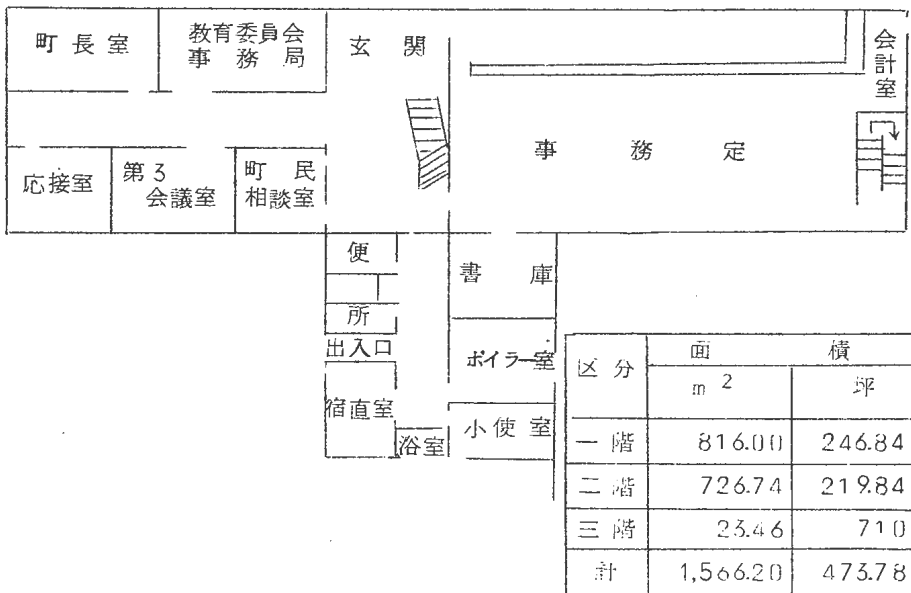 町長室
教育委員会
事務局
玄関
会計室
事務定
応接室
第3
会議室
町民
相談室
便
所
出入口
宿直室
浴室
書庫
ボイラー室
小使室
区分 面積
m² 坪
一階 816.00 246.84
二階 726.74 219.84
三階 23.46 710
計 1,566.20 473.78